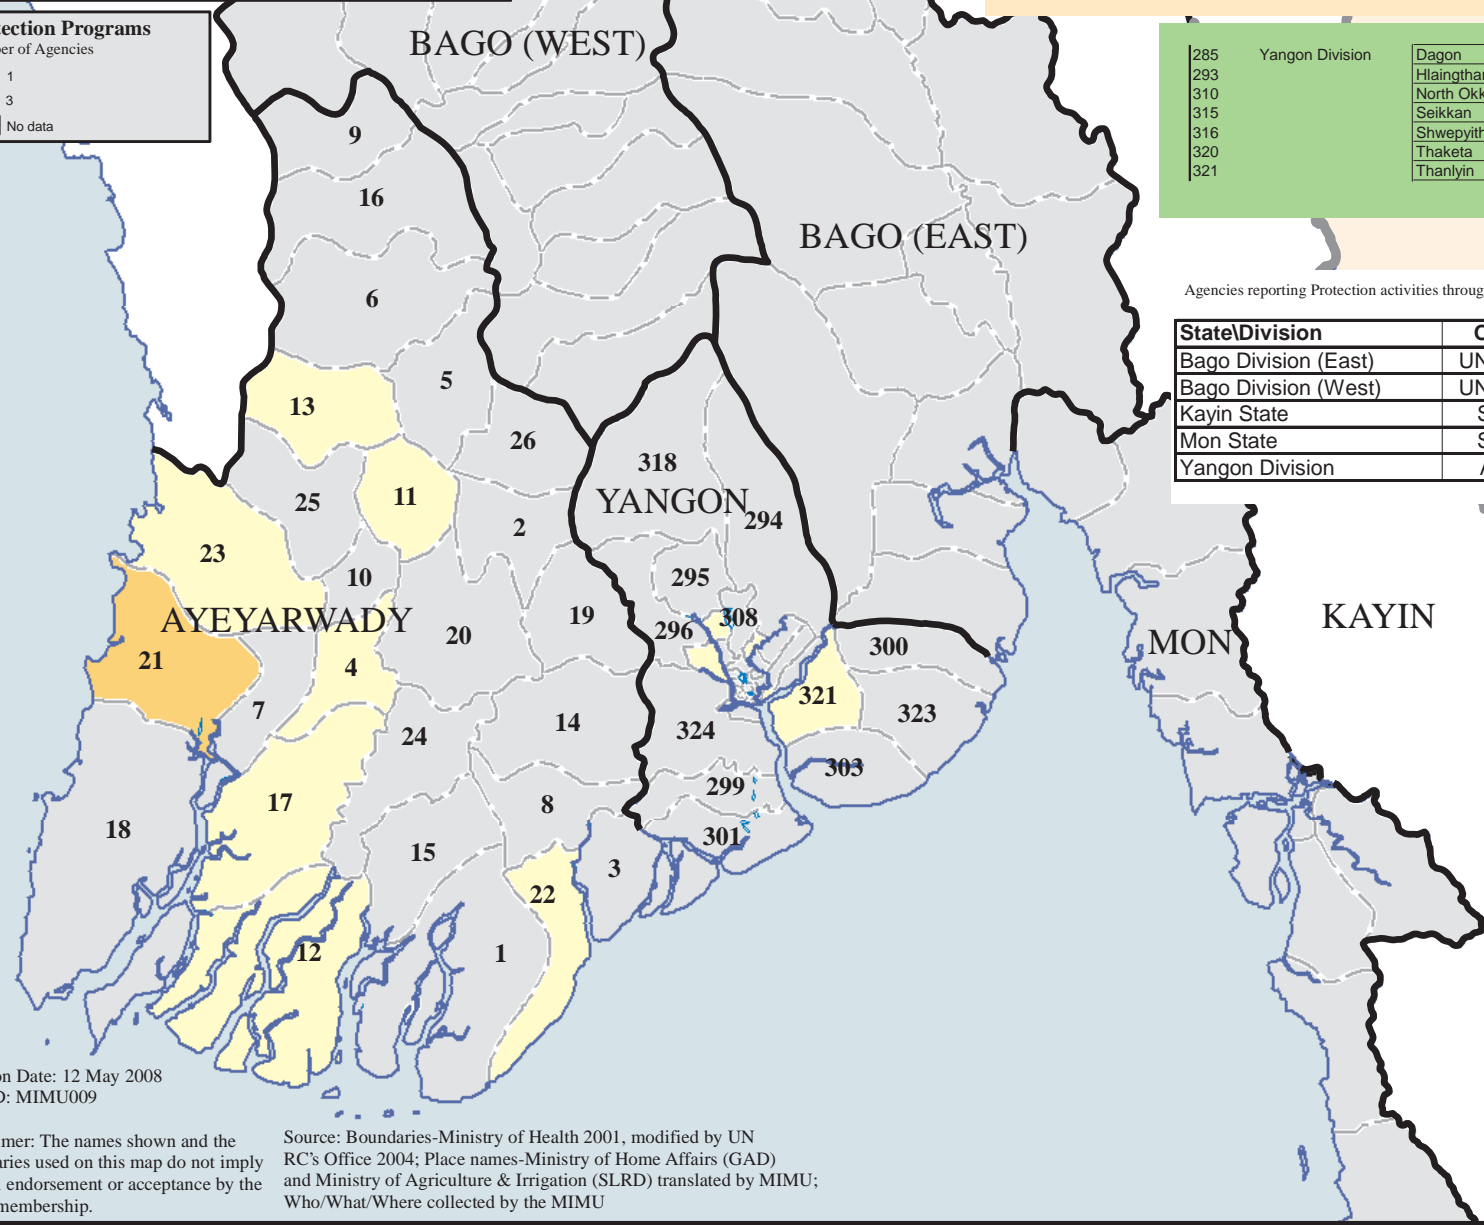 tection Programs
er of Agencies
1
3
No data
BAGO (WEST)
BAGO (EAST)
YANGON
AYEYARWADY
MON
KAYIN
9
16
6
5
13
26
318
25
11
2
294
23
10
295
19
308
296
20
300
21
4
321
7
323
24
14
324
303
299
17
8
18
301
15
3
22
12
1
285 Yangon Division Dagon
293 Hlaingthar
310 North Okk
315 Seikkan
316 Shwepyith
320 Thaketa
321 Thanlyin
Agencies reporting Protection activities throug
State\Division
Bago Division (East) UN
Bago Division (West) UN
Kayin State S
Mon State S
Yangon Division
on Date: 12 May 2008
D: MIMU009
mer: The names shown and the
ries used on this map do not imply
endorsement or acceptance by the
membership.
Source: Boundaries-Ministry of Health 2001, modified by UN
RC's Office 2004; Place names-Ministry of Home Affairs (GAD)
and Ministry of Agriculture & Irrigation (SLRD) translated by MIMU;
Who/What/Where collected by the MIMU